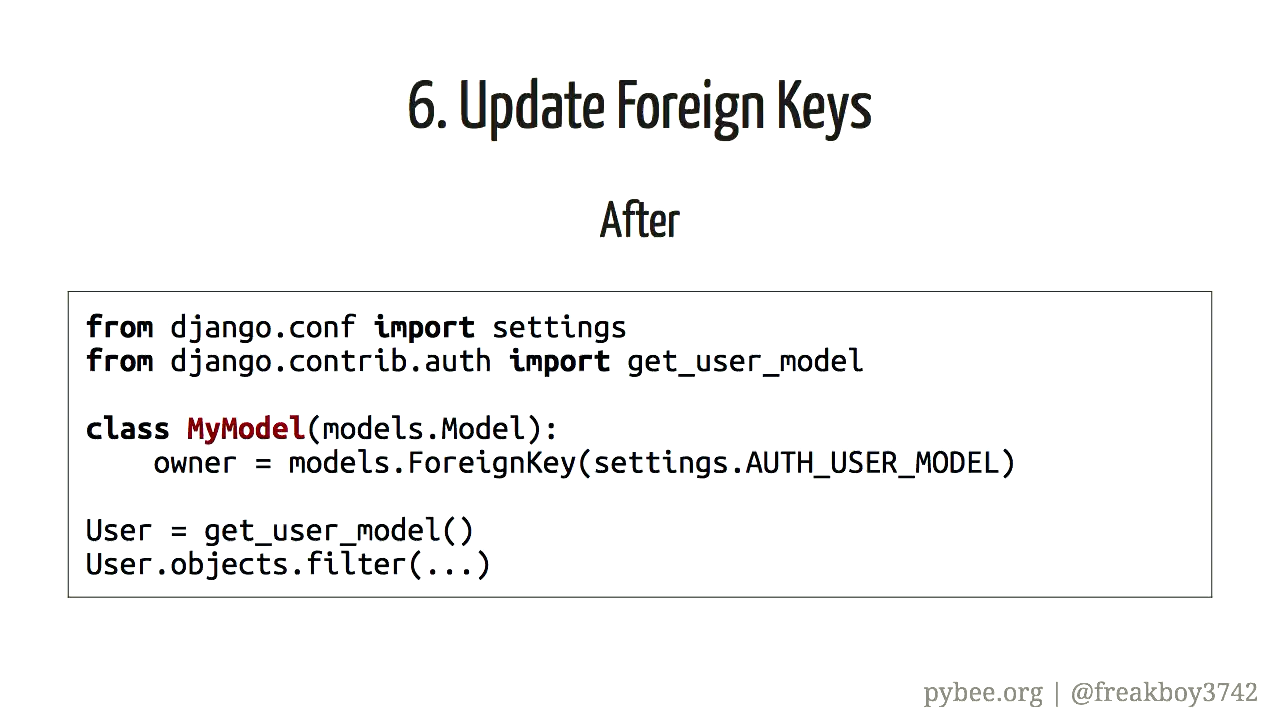 6. Update Foreign Keys
After
from django.conf import settings
from django.contrib.auth import get_user_model
class MyModel(models.Model):
    owner = models.ForeignKey(settings.AUTH_USER_MODEL)
User = get_user_model()
User.objects.filter(...)
pybee.org | @freakboy3742